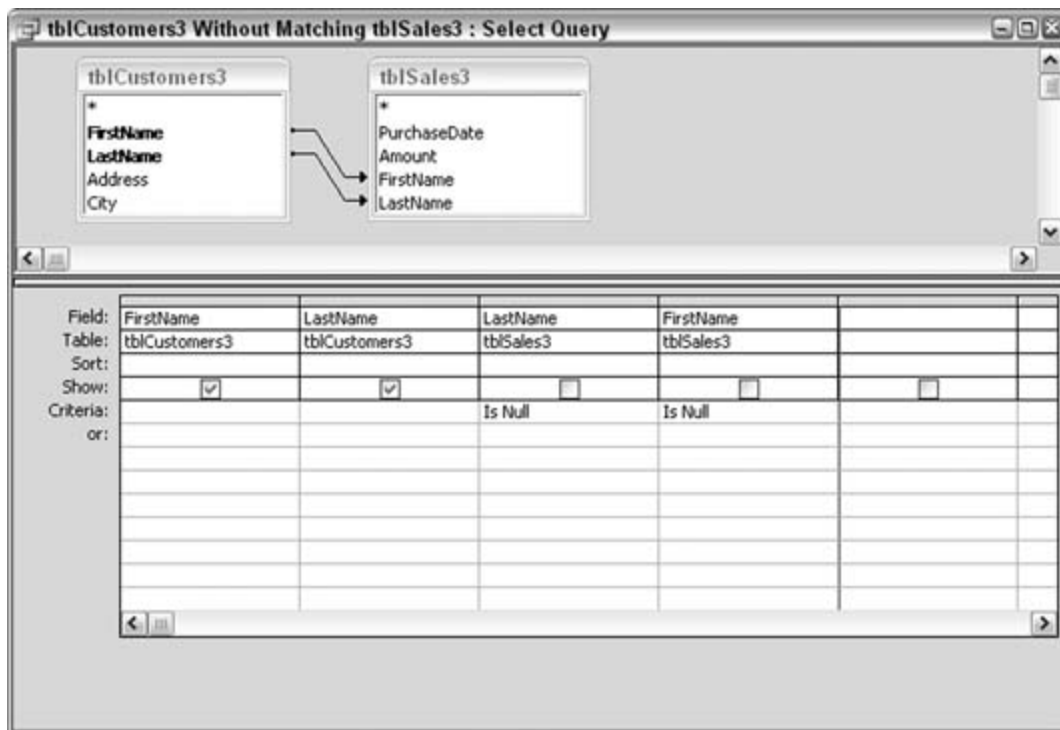 tblCustomers3 Without Matching tblSales3 : Select Query
tblCustomers3
*
FirstName
LastName
Address
City
tblSales3
*
PurchaseDate
Amount
FirstName
LastName
Field: FirstName LastName LastName FirstName
Table: tblCustomers3 tblCustomers3 tblSales3 tblSales3
Sort:
Show:
Criteria: Is Null Is Null
or: